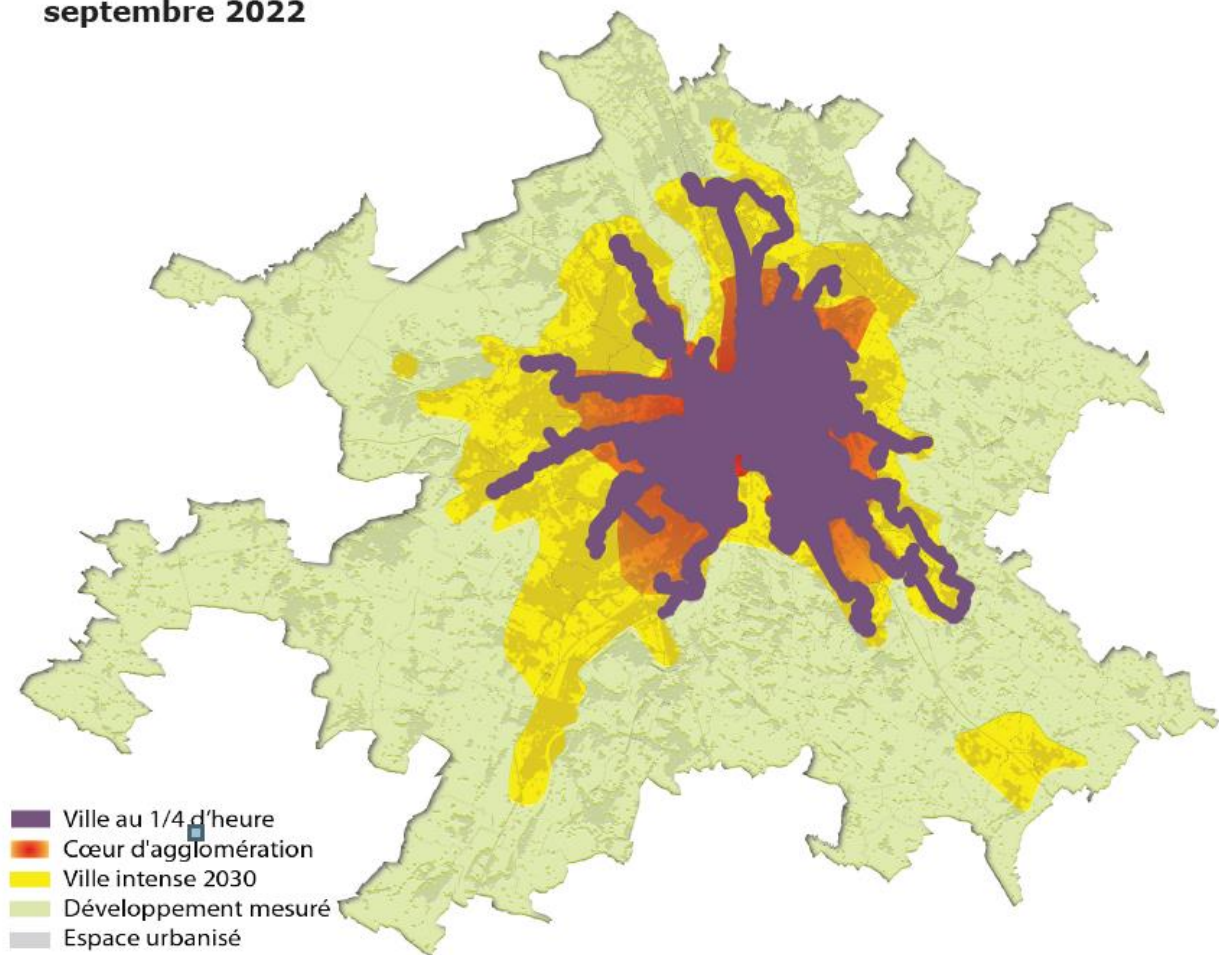 septembre 2022
Ville au 1/4 d'heure
Cœur d'agglomération
Ville intense 2030
Développement mesuré
Espace urbanisé